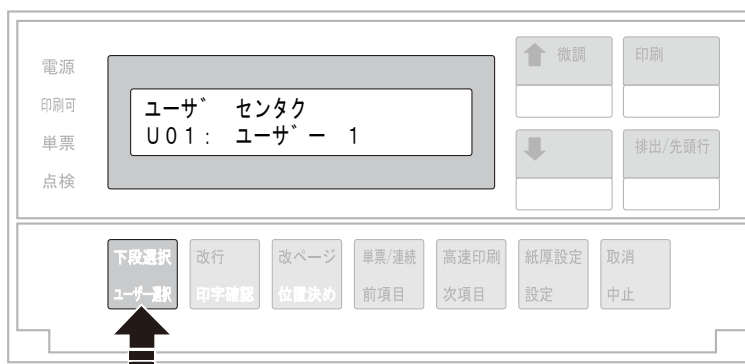 電源
印刷可
単票
点検
ユーザ゛ センタク
U01: ユーザ゛ー 1
微調
印刷
排出/先頭行
下段選択
ユーザー選択
改行
印字確認
改ページ
位置決め
単票/連続
前項目
高速印刷
次項目
紙厚設定
設定
取消
中止